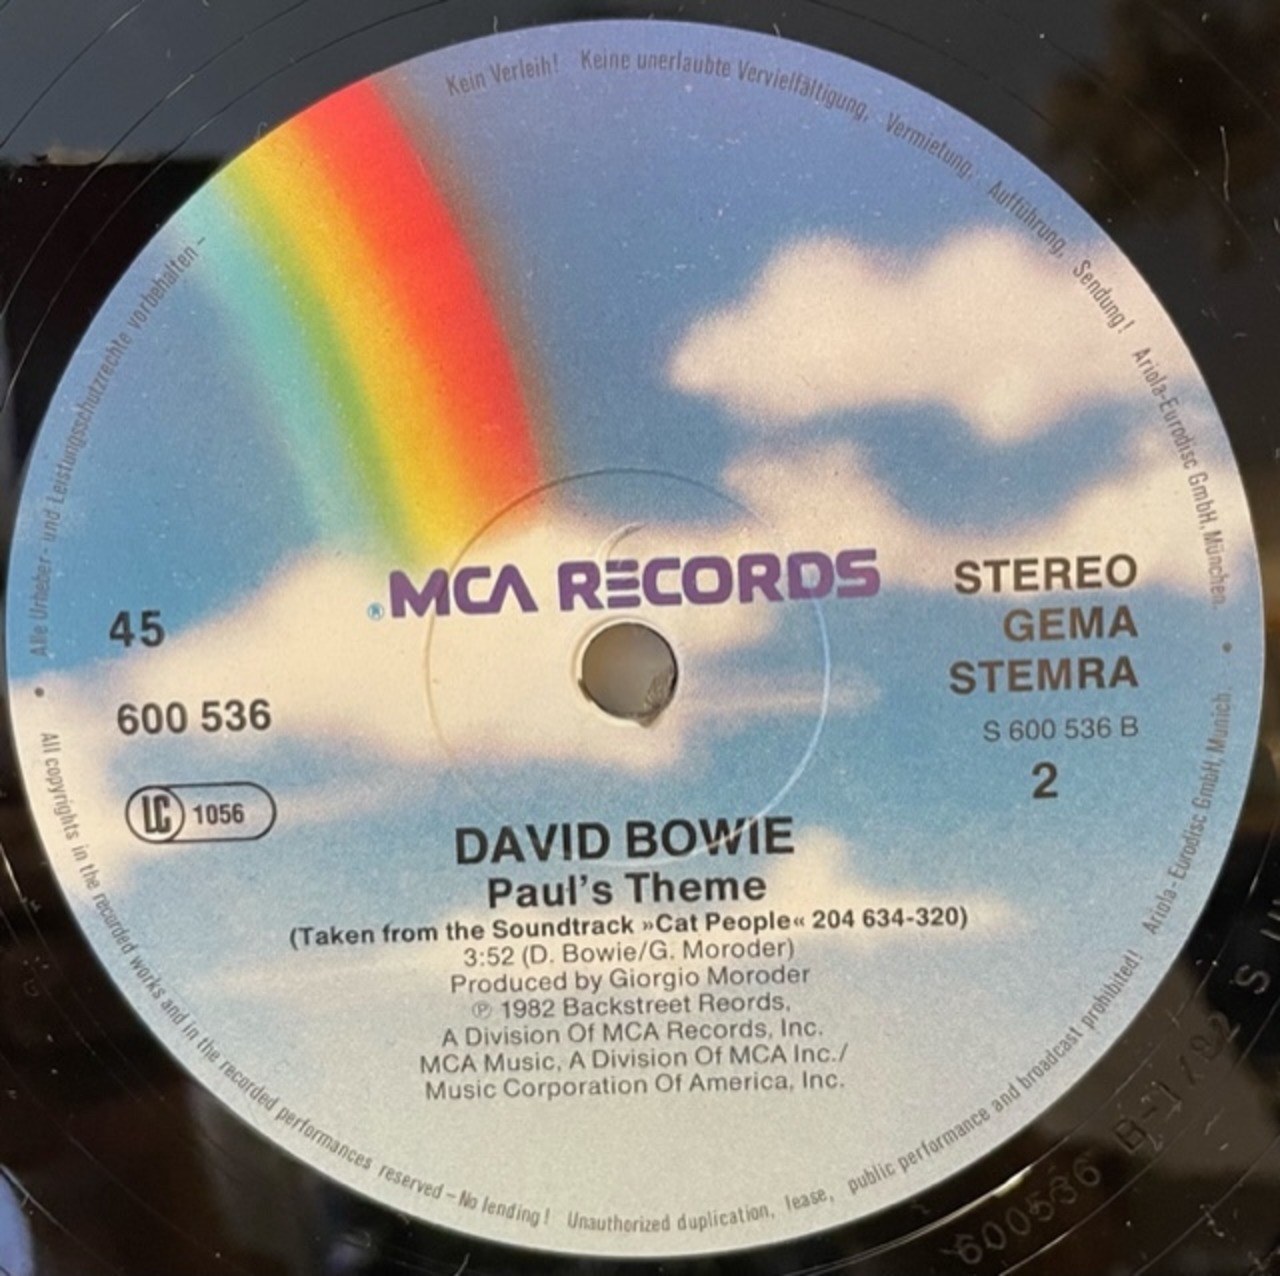 Kein Verleih! Keine unerlaubte Vervielfältigung, Vermietung, Aufführung, Sendung! Ariola-Eurodisc GmbH, München.
Alle Urheber- und Leistungsschutzrechte vorbehalten –
® MCA RECORDS
STEREO
GEMA
STEMRA
S 600 536 B
2
45
600 536
LC 1056
DAVID BOWIE
Paul's Theme
(Taken from the Soundtrack »Cat People« 204 634-320)
3:52 (D. Bowie/G. Moroder)
Produced by Giorgio Moroder
℗ 1982 Backstreet Reords,
A Division Of MCA Records, Inc.
MCA Music, A Division Of MCA Inc./
Music Corporation Of America, Inc.
All copyrights in the recorded works and in the recorded performances reserved – No lending! Unauthorized duplication, lease, public performance and broadcast prohibited! Ariola-Eurodisc GmbH, Munich.
600536 B-1/82 S